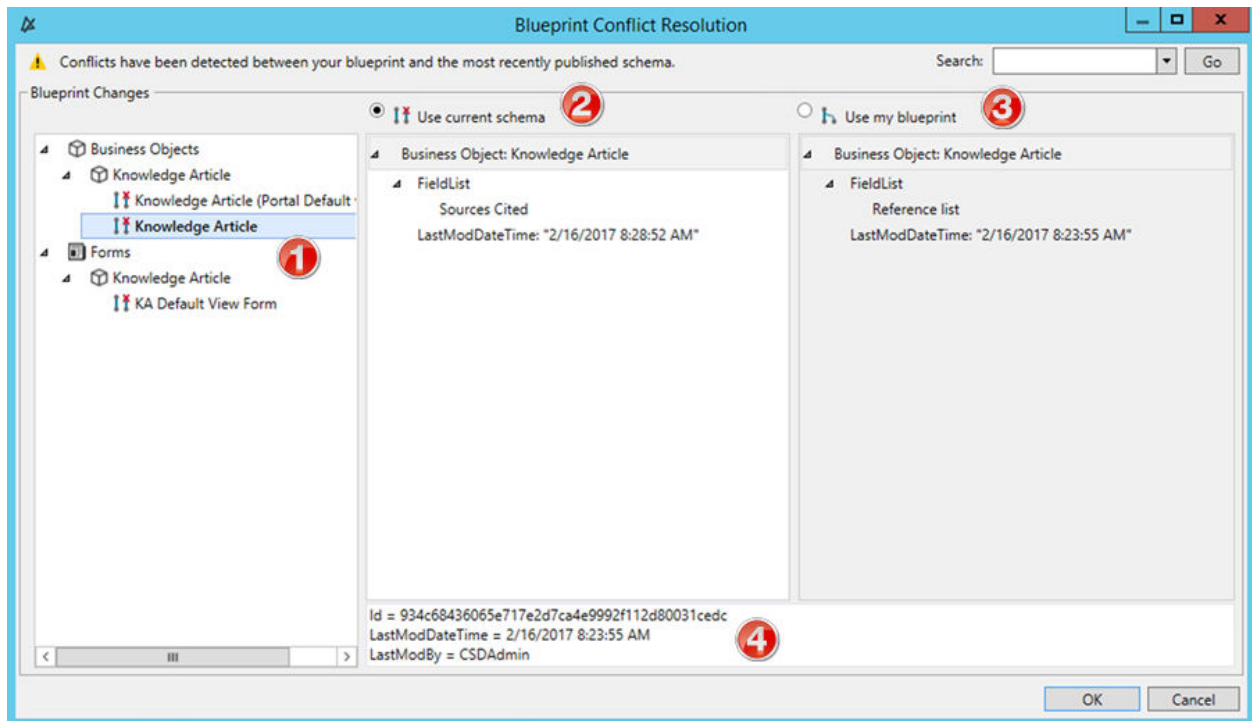 Blueprint Conflict Resolution
Conflicts have been detected between your blueprint and the most recently published schema.
Search:
Go
Blueprint Changes
Use current schema
2
Use my blueprint
3
Business Objects
Knowledge Article
Knowledge Article (Portal Default
Knowledge Article
1
Forms
Knowledge Article
KA Default View Form
Business Object: Knowledge Article
FieldList
Sources Cited
LastModDateTime: "2/16/2017 8:28:52 AM"
Business Object: Knowledge Article
FieldList
Reference list
LastModDateTime: "2/16/2017 8:23:55 AM"
Id = 934c68436065e717e2d7ca4e9992f112d80031cedc
LastModDateTime = 2/16/2017 8:23:55 AM
LastModBy = CSDAdmin
4
OK
Cancel